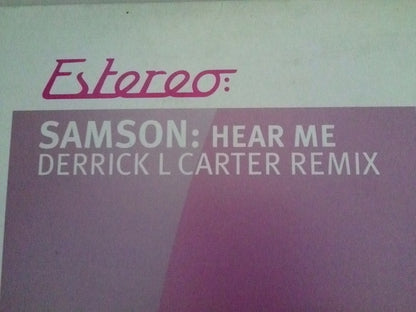 Estereo:
SAMSON: HEAR ME
DERRICK L CARTER REMIX